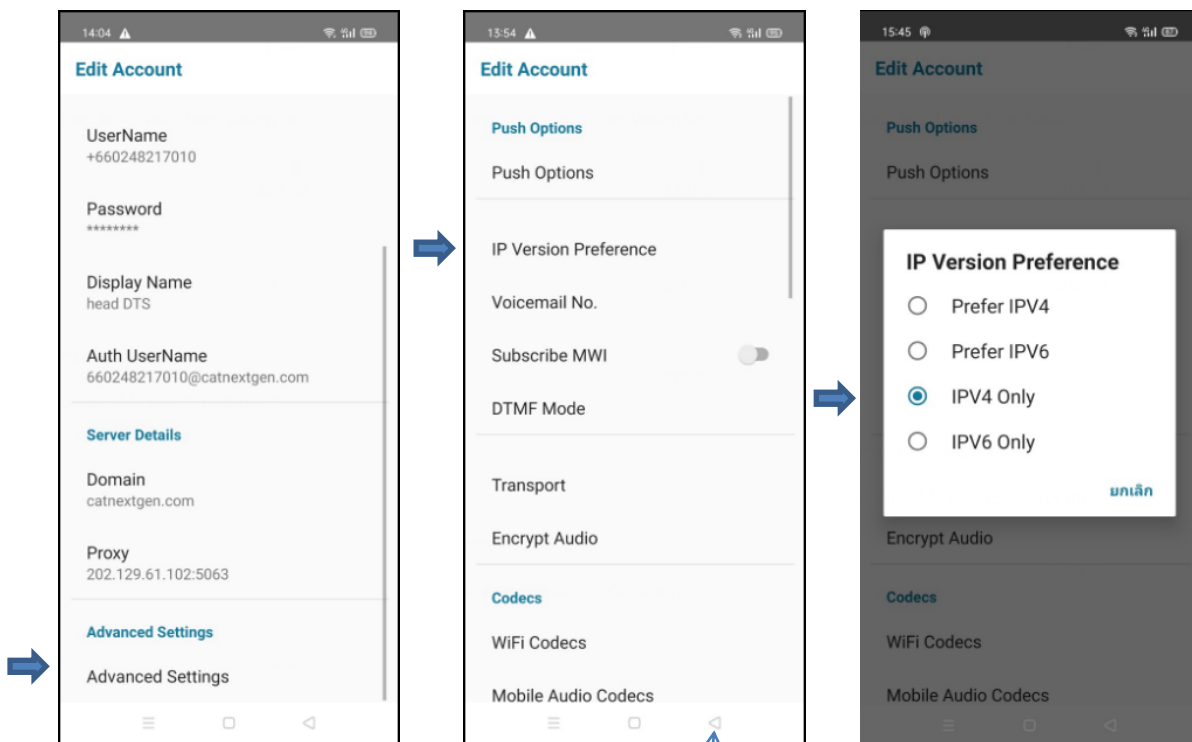 14:04
Edit Account
UserName
+660248217010
Password
********
Display Name
head DTS
Auth UserName
660248217010@catnextgen.com
Server Details
Domain
catnextgen.com
Proxy
202.129.61.102:5063
Advanced Settings
Advanced Settings
13:54
Edit Account
Push Options
Push Options
IP Version Preference
Voicemail No.
Subscribe MWI
DTMF Mode
Transport
Encrypt Audio
Codecs
WiFi Codecs
Mobile Audio Codecs
15:45
Edit Account
Push Options
Push Options
IP Version Preference
Prefer IPV4
Prefer IPV6
IPV4 Only
IPV6 Only
ยกเลิก
Encrypt Audio
Codecs
WiFi Codecs
Mobile Audio Codecs